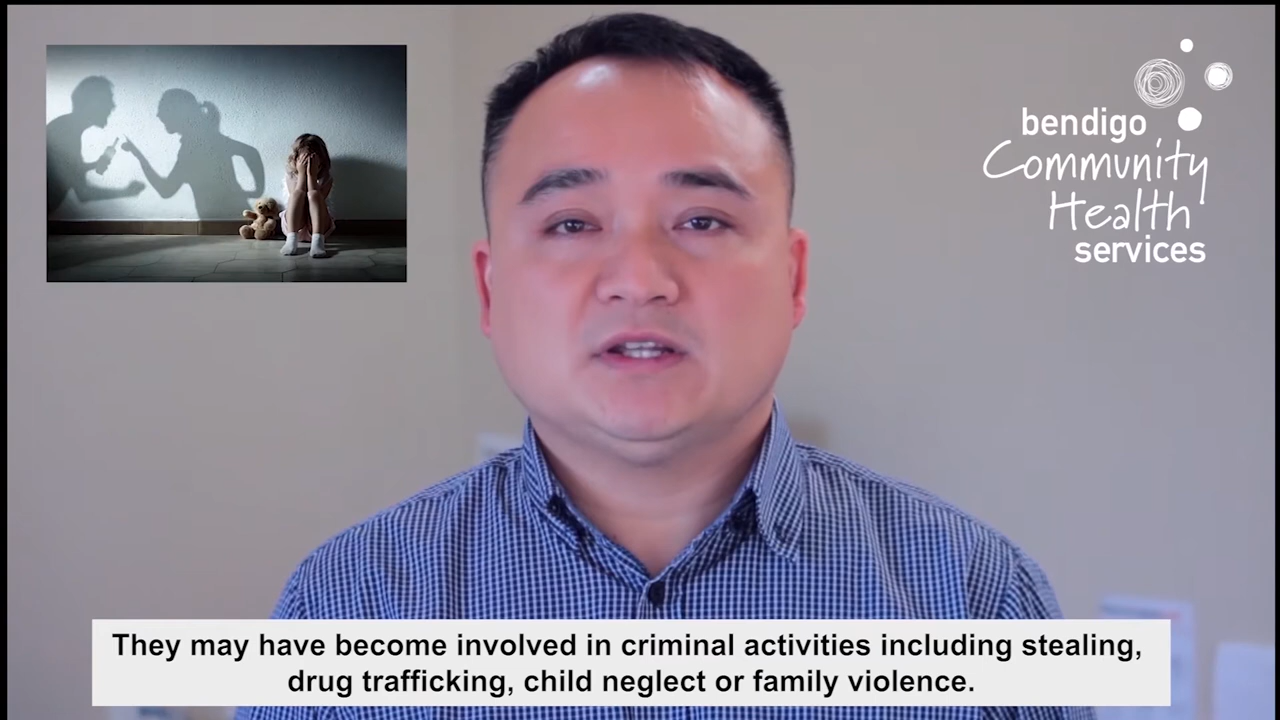 bendigo
Community
Health
services
They may have become involved in criminal activities including stealing,
drug trafficking, child neglect or family violence.